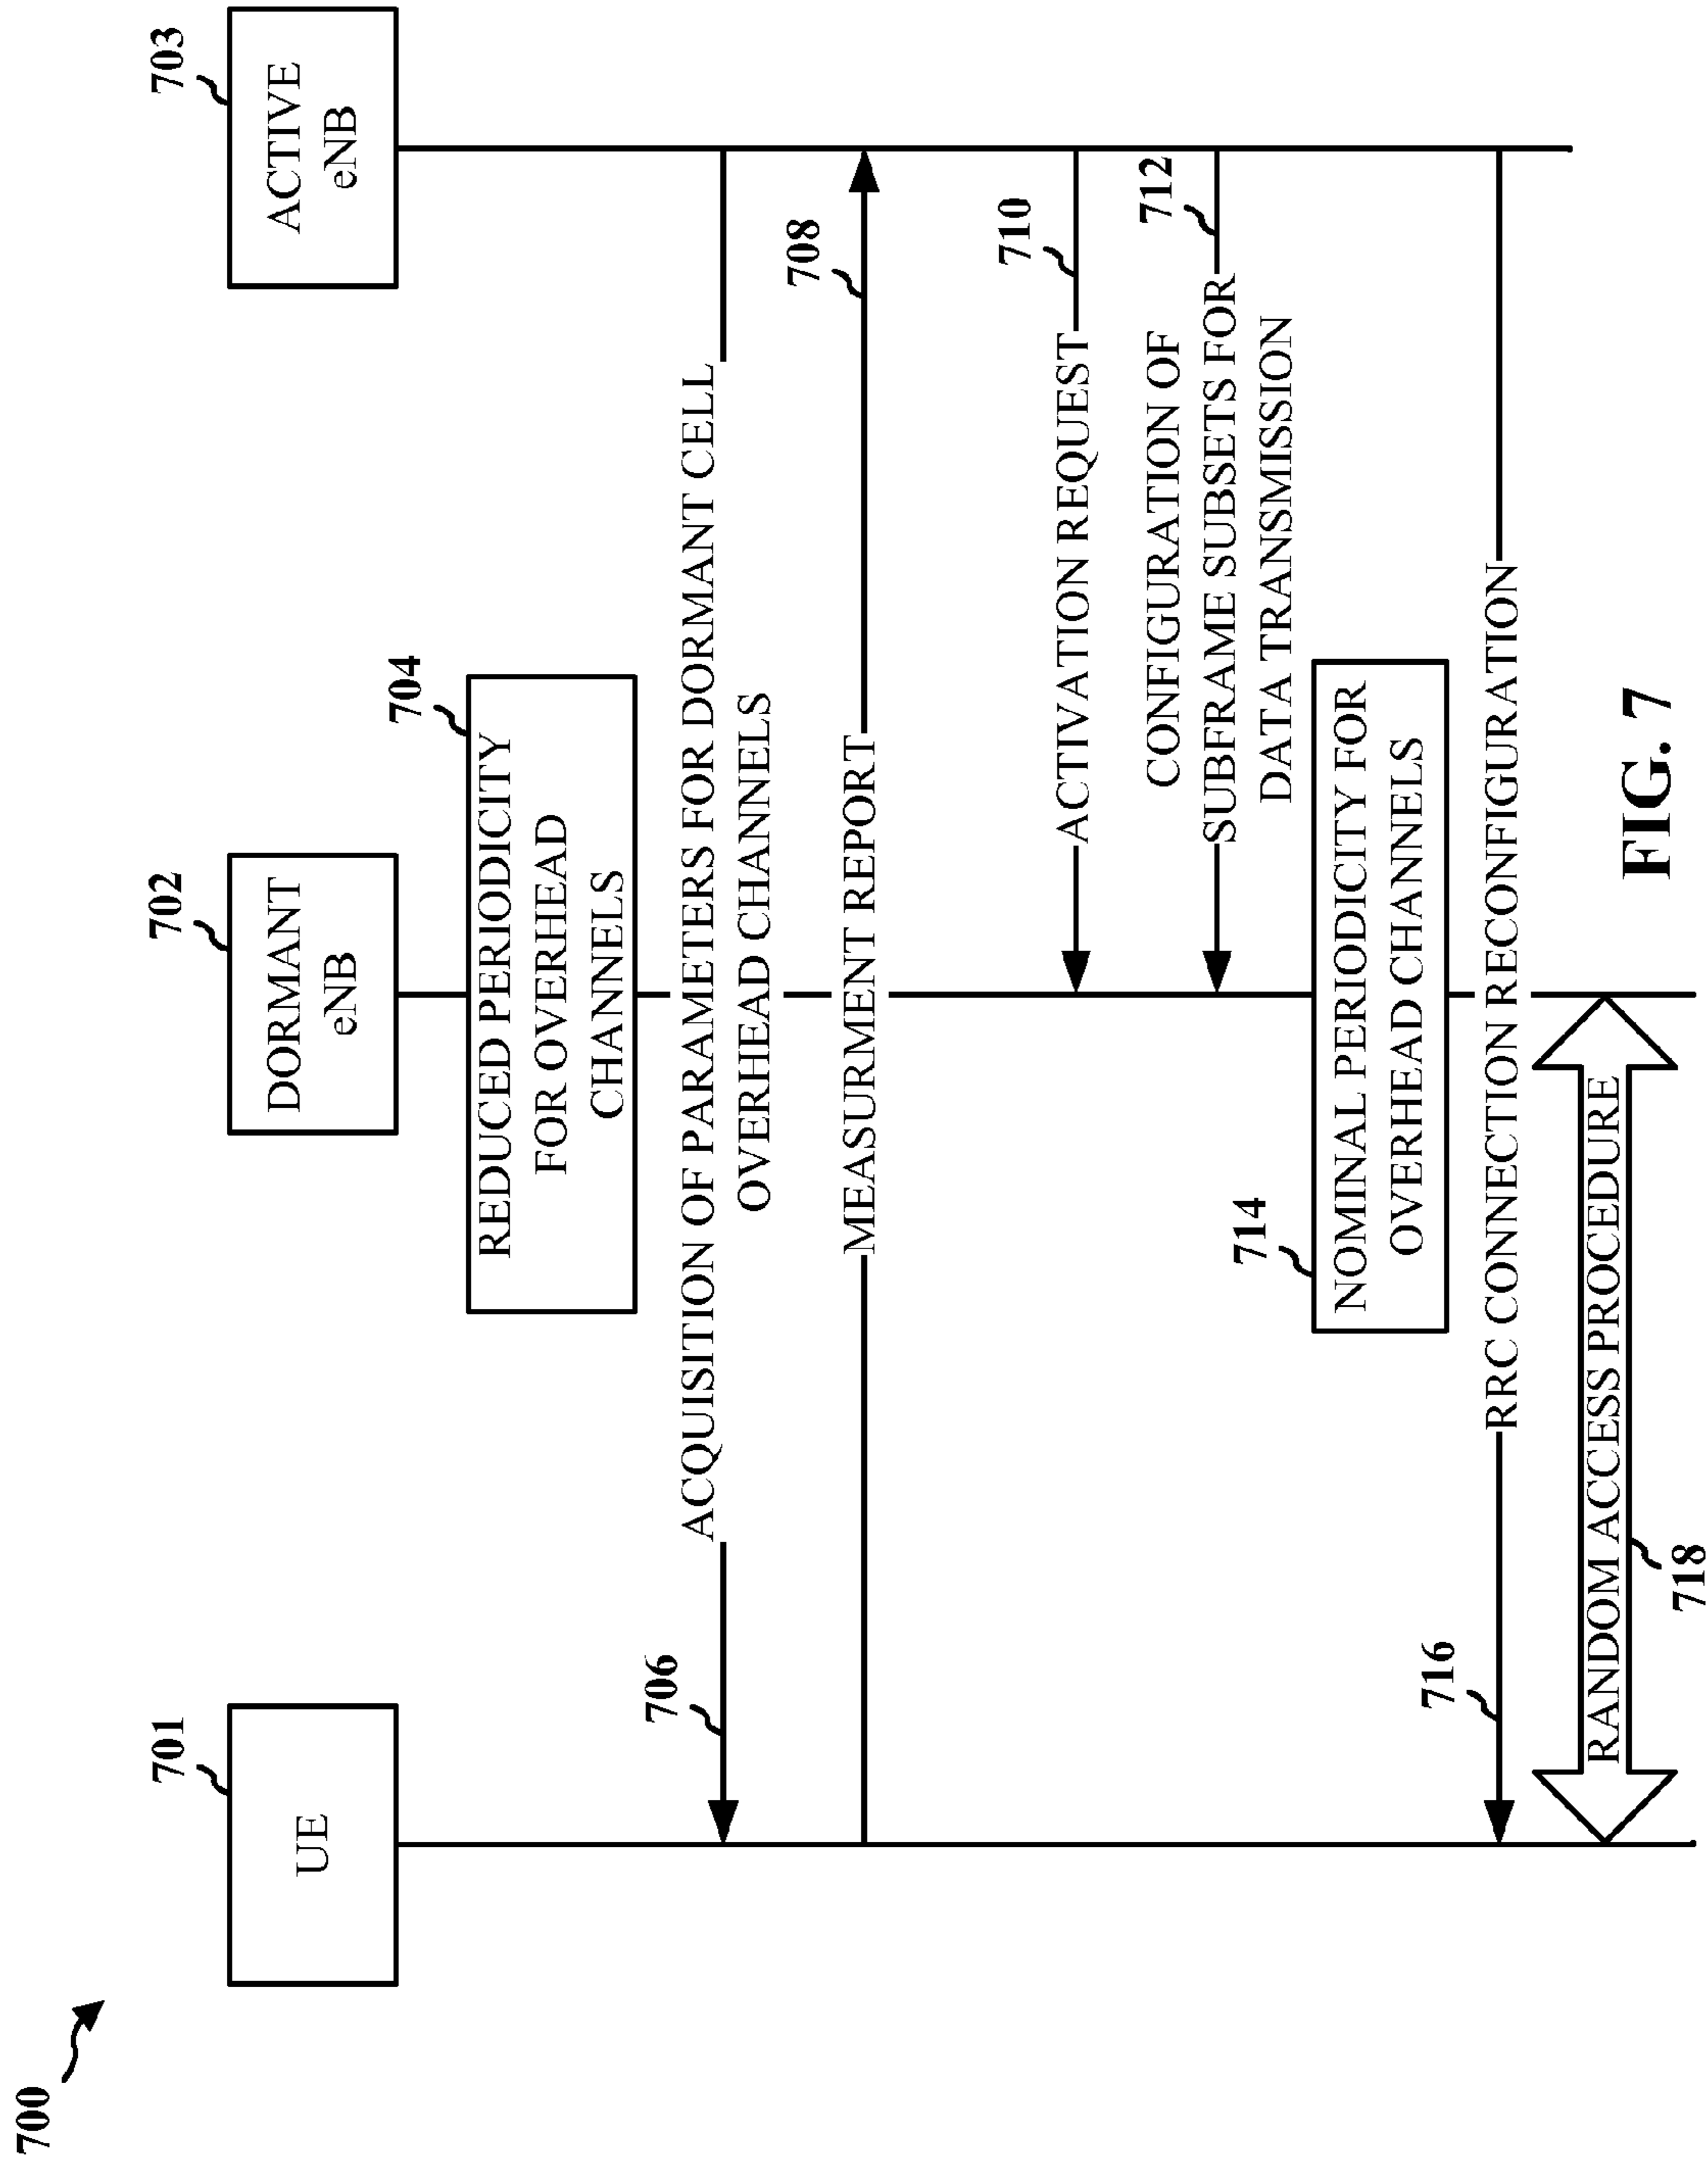 700
701
702
703
UE
DORMANT
eNB
ACTIVE
eNB
704
REDUCED PERIODICITY
FOR OVERHEAD
CHANNELS
706
ACQUISITION OF PARAMETERS FOR DORMANT CELL
OVERHEAD CHANNELS
708
MEASURMENT REPORT
710
ACTIVATION REQUEST
712
CONFIGURATION OF
SUBFRAME SUBSETS FOR
DATA TRANSMISSION
714
NOMINAL PERIODICITY FOR
OVERHEAD CHANNELS
716
RRC CONNECTION RECONFIGURATION
RANDOM ACCESS PROCEDURE
718
FIG. 7